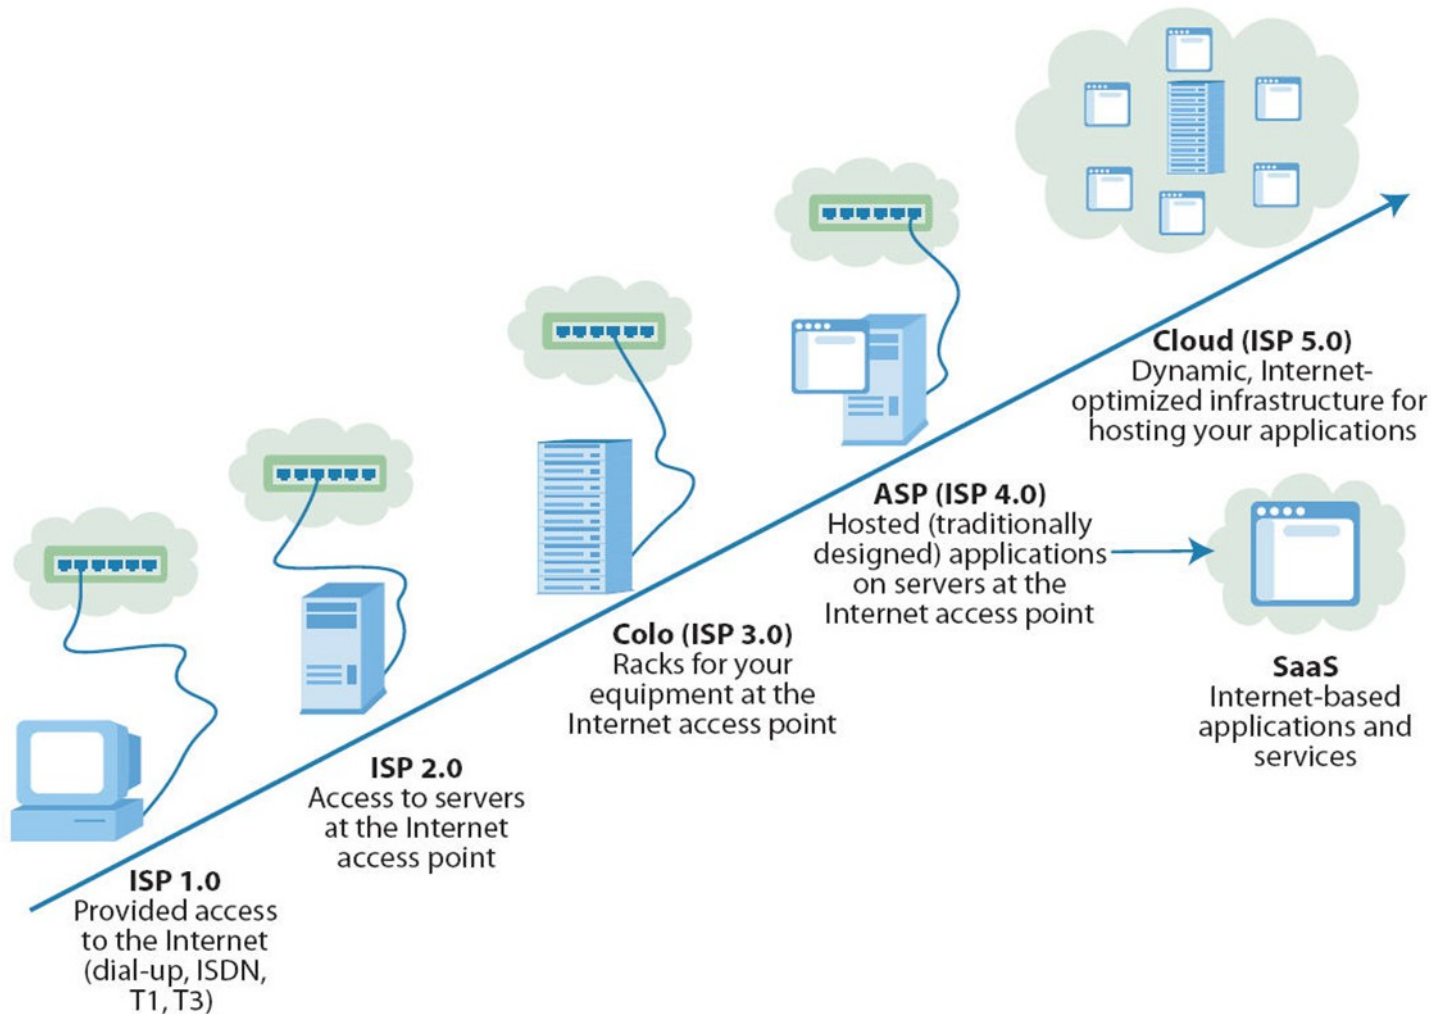 ISP 1.0
Provided access
to the Internet
(dial-up, ISDN,
T1, T3)
ISP 2.0
Access to servers
at the Internet
access point
Colo (ISP 3.0)
Racks for your
equipment at the
Internet access point
ASP (ISP 4.0)
Hosted (traditionally
designed) applications
on servers at the
Internet access point
Cloud (ISP 5.0)
Dynamic, Internet-
optimized infrastructure for
hosting your applications
SaaS
Internet-based
applications and
services